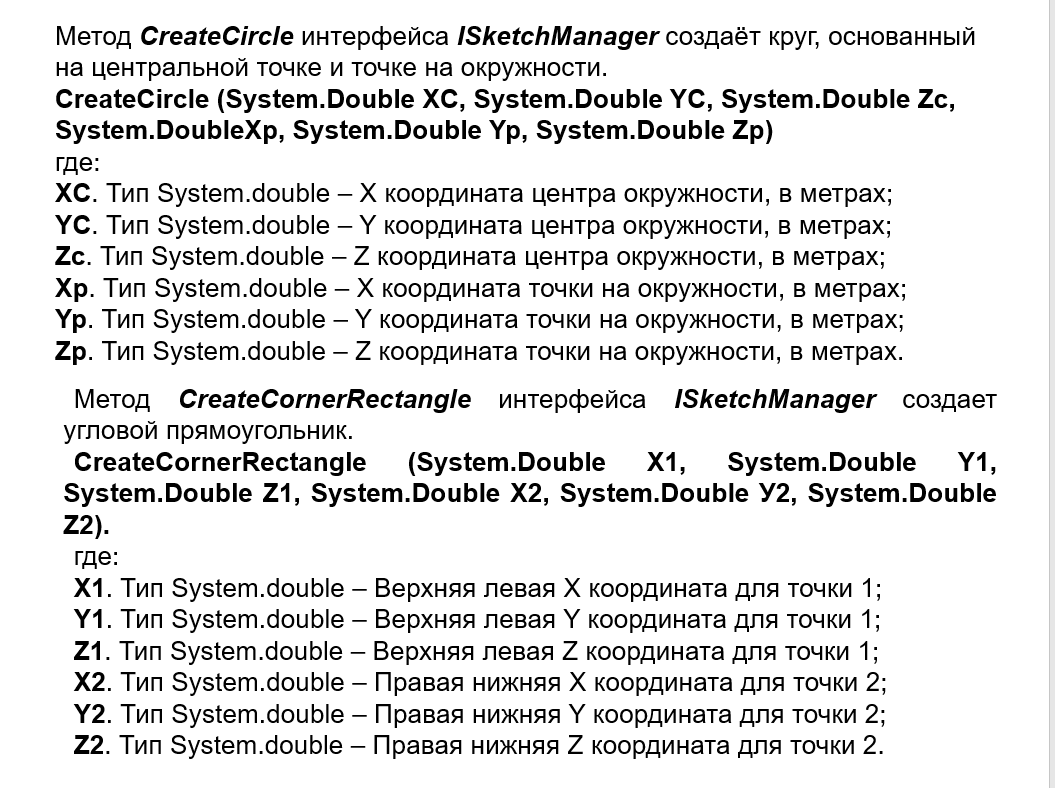 Метод CreateCircle интерфейса ISketchManager создаёт круг, основанный
на центральной точке и точке на окружности.
CreateCircle (System.Double XC, System.Double YC, System.Double Zc,
System.DoubleXp, System.Double Yp, System.Double Zp)
где:
XC. Тип System.double – X координата центра окружности, в метрах;
YC. Тип System.double – Y координата центра окружности, в метрах;
Zc. Тип System.double – Z координата центра окружности, в метрах;
Xp. Тип System.double – X координата точки на окружности, в метрах;
Yp. Тип System.double – Y координата точки на окружности, в метрах;
Zp. Тип System.double – Z координата точки на окружности, в метрах.
Метод CreateCornerRectangle интерфейса ISketchManager создает
угловой прямоугольник.
CreateCornerRectangle (System.Double X1, System.Double Y1,
System.Double Z1, System.Double X2, System.Double У2, System.Double
Z2).
где:
X1. Тип System.double – Верхняя левая X координата для точки 1;
Y1. Тип System.double – Верхняя левая Y координата для точки 1;
Z1. Тип System.double – Верхняя левая Z координата для точки 1;
X2. Тип System.double – Правая нижняя X координата для точки 2;
Y2. Тип System.double – Правая нижняя Y координата для точки 2;
Z2. Тип System.double – Правая нижняя Z координата для точки 2.